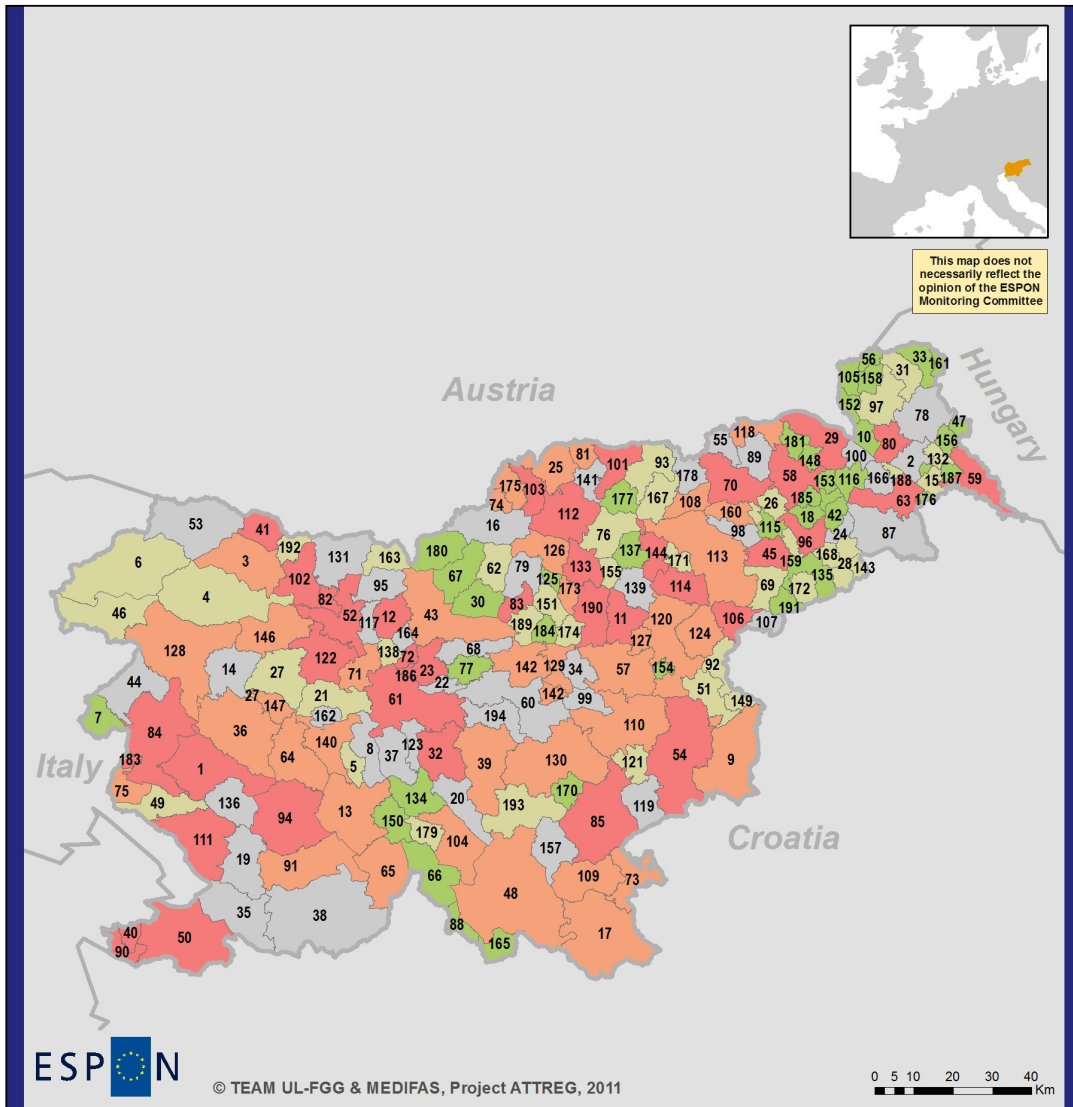 This map does not
necessarily reflect the
opinion of the ESPON
Monitoring Committee
Austria
Hungary
Italy
Croatia
56 33 161
105 158 31
152 97
78 47
118 181 29 10 80 156
55 89 148 100 2 132
25 81 101 93 58 153 116 166 188 15 187 59
175 103 141 178 70 185 63 176
74 177 167 108 26 18 42
16 112 160 98 115 24 87
53 41 76 96
192 131 163 180 126 137 144 113 45 159 168
6 3 62 79 133 155 171 28 143
102 95 67 125 139 114 69 172 135
4 82 30 83 173 191
46 52 117 12 43 151 190 11 106 107
189 184 174 120
146 164 127 124
128 138 72 68
122 186 23 77 142 129 34 57 154 92
14 27 71 22
44 27 21 61 60 142 99 51
7 147 162 194 149
84 36 140 8 123 110
64 5 37 32 39 130 121 54 9
183 1
75 49 136 134 20 193 170 119
94 13 150 85
111 179 104 157
19 91 65 66 109 73
35 38 48
40 50 88 17
90 165
ESPON
© TEAM UL-FGG & MEDIFAS, Project ATTREG, 2011
0 5 10 20 30 40
Km